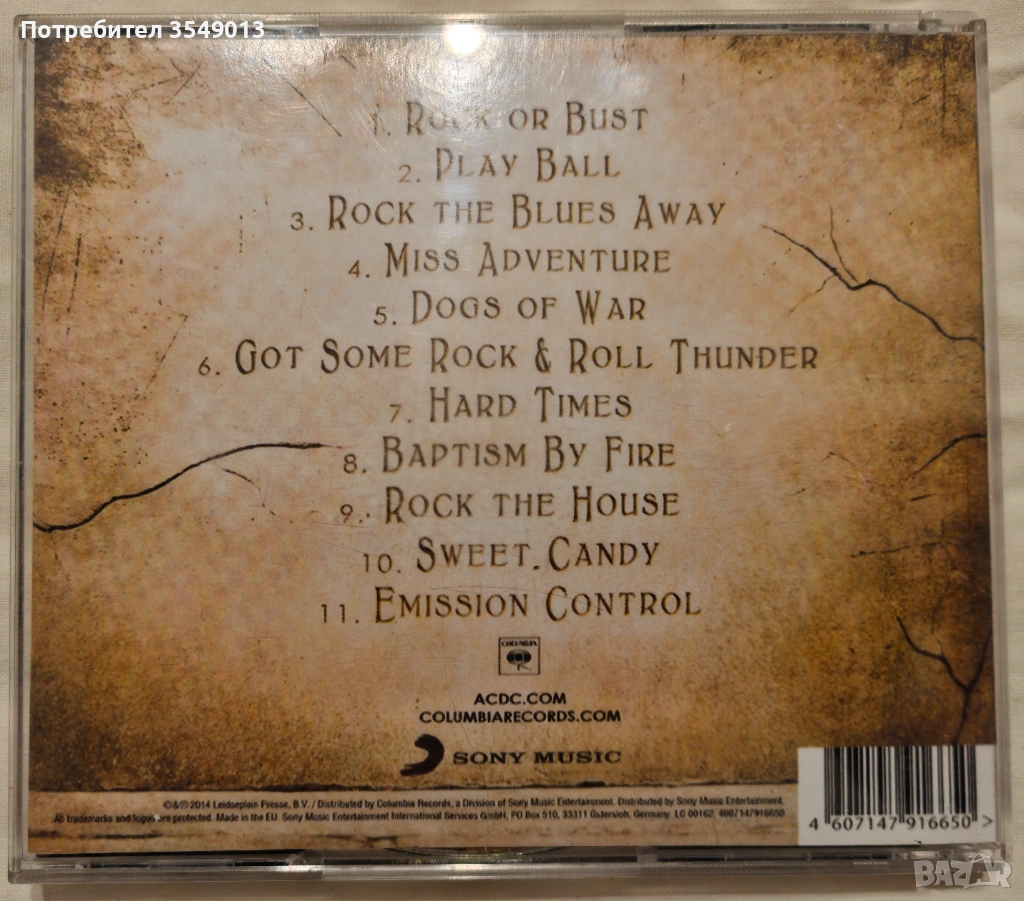 Потребител 3549013
1. ROCK OR BUST
2. PLAY BALL
3. ROCK THE BLUES AWAY
4. MISS ADVENTURE
5. DOGS OF WAR
6. GOT SOME ROCK & ROLL THUNDER
7. HARD TIMES
8. BAPTISM BY FIRE
9. ROCK THE HOUSE
10. SWEET CANDY
11. EMISSION CONTROL
COLUMBIA
ACDC.COM
COLUMBIARECORDS.COM
SONY MUSIC
©&℗ 2014 Leidseplein Presse, B.V. / Distributed by Columbia Records, a Division of Sony Music Entertainment. Distributed by Sony Music Entertainment.
All trademarks and logos are protected. Made in the EU. Sony Music Entertainment International Services GmbH, PO Box 510, 33311 Gütersloh, Germany. LC 00162. 4607147916650
4 607147 916650 >
BAZAR